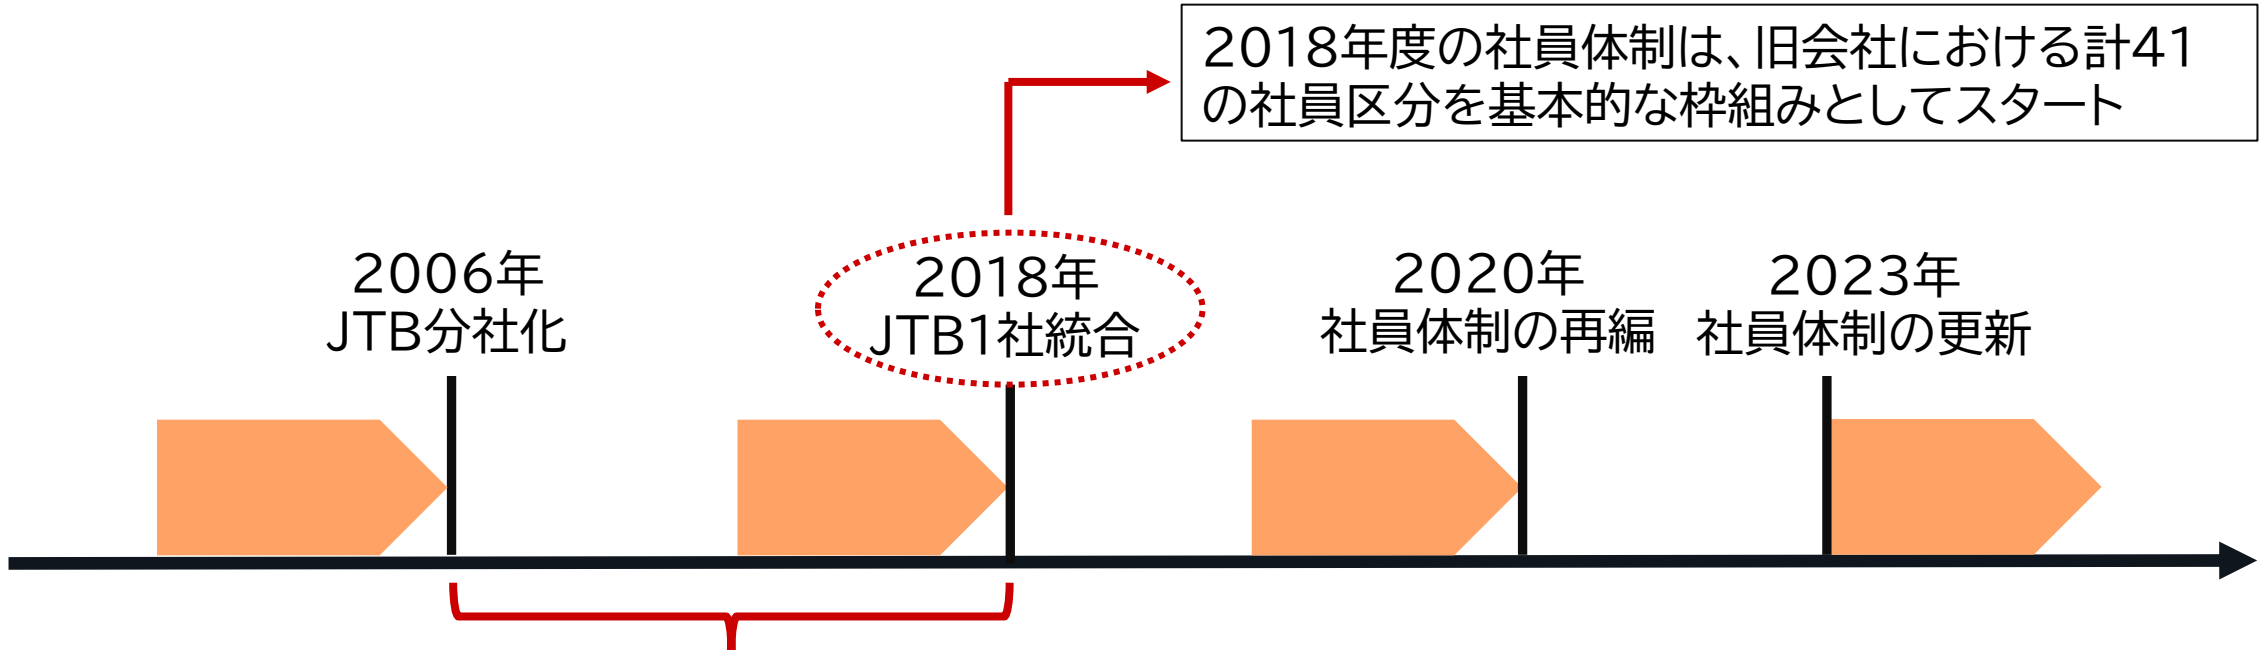 2018年度の社員体制は、旧会社における計41
の社員区分を基本的な枠組みとしてスタート
2006年
JTB分社化
2018年
JTB1社統合
2020年
社員体制の再編
2023年
社員体制の更新